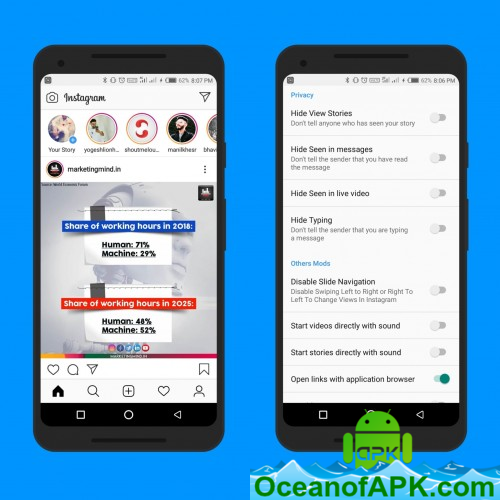 62% 8:07 PM
Instagram
Your Story
yogeshlionh...
shoutmelou...
manilkhesr
bhavi
marketingmind.in
Source: World Economic Forum
Share of working hours in 2018:
Human: 71%
Machine: 29%
Share of working hours in 2025:
Human: 48%
Machine: 52%
62% 8:06 PM
Privacy
Hide View Stories
Don't tell anyone who has seen your story
Hide Seen in messages
Don't tell the sender that you have read
the message
Hide Seen in live video
Hide Typing
Don't tell the sender that you are typing
a message
Others Mods
Disable Slide Navigation
Disable Swiping Left to Right or Right To
Left To Change Views In Instagram
Start videos directly with sound
Start stories directly with sound
Open links with application browser
APK
OceanofAPK.com